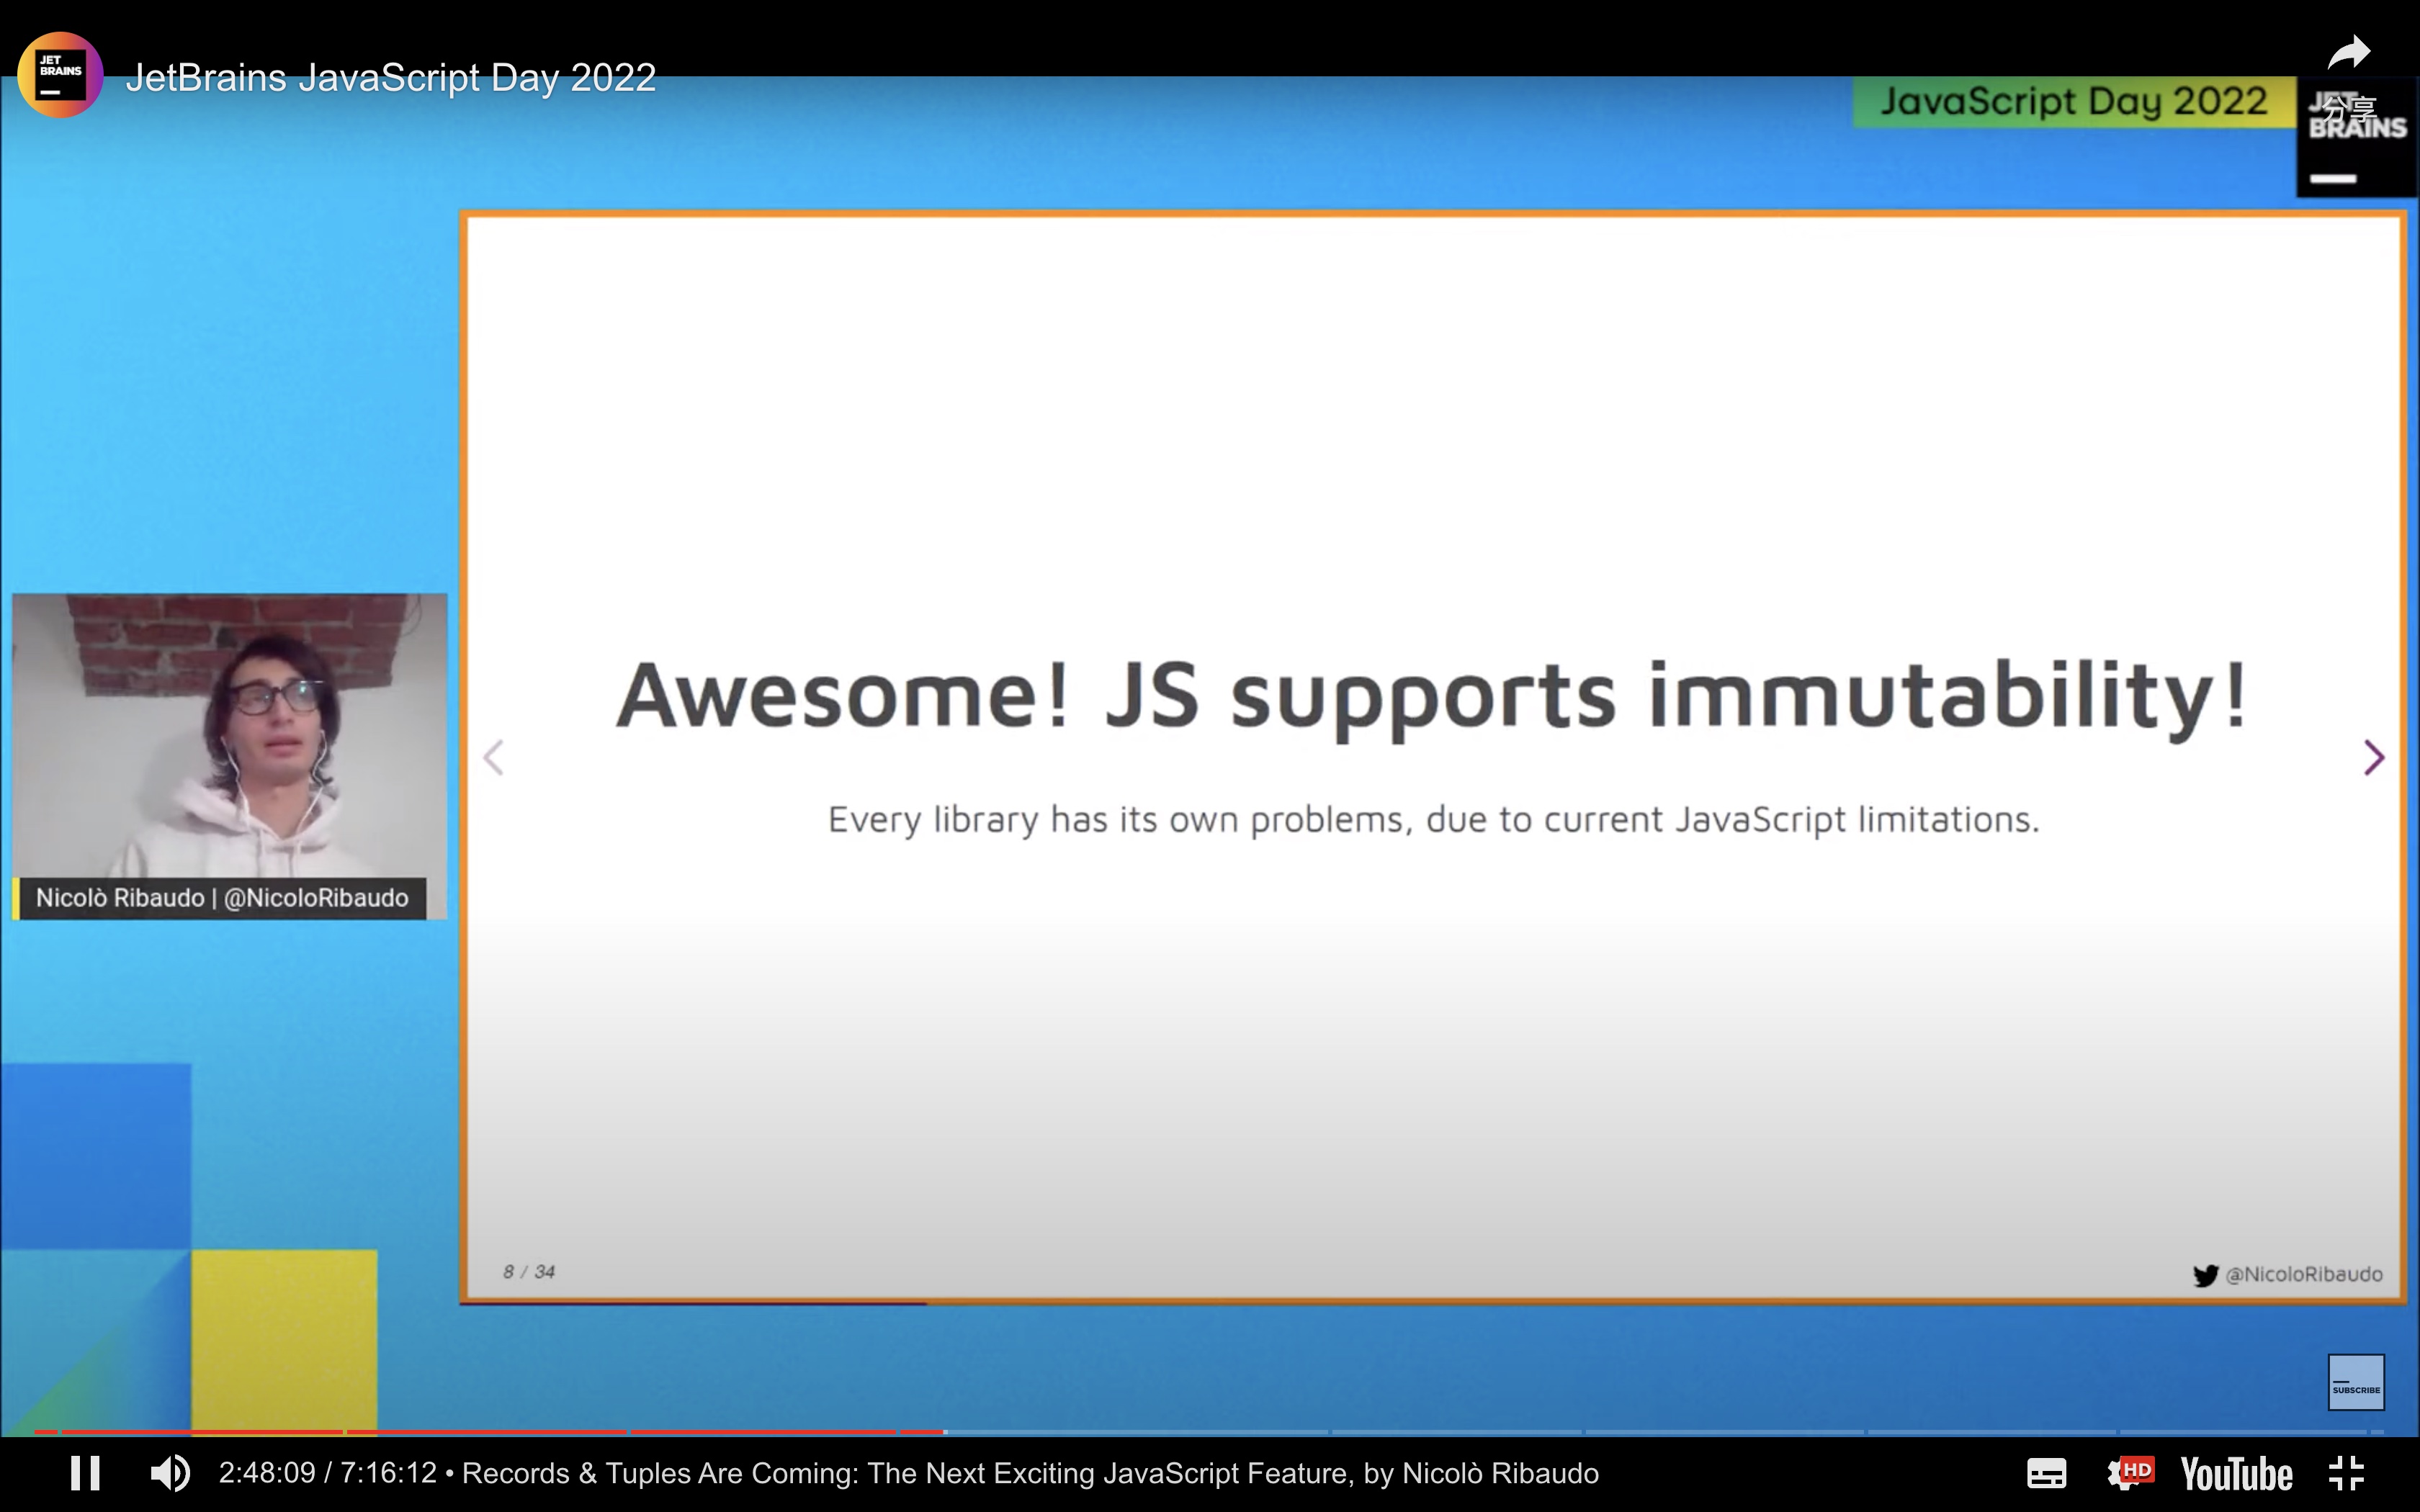 JET
BRAINS
JetBrains JavaScript Day 2022
JavaScript Day 2022
JET
BRAINS
分享
Awesome! JS supports immutability!
Every library has its own problems, due to current JavaScript limitations.
Nicolò Ribaudo | @NicoloRibaudo
8 / 34
@NicoloRibaudo
SUBSCRIBE
2:48:09 / 7:16:12 • Records & Tuples Are Coming: The Next Exciting JavaScript Feature, by Nicolò Ribaudo
HD
YouTube